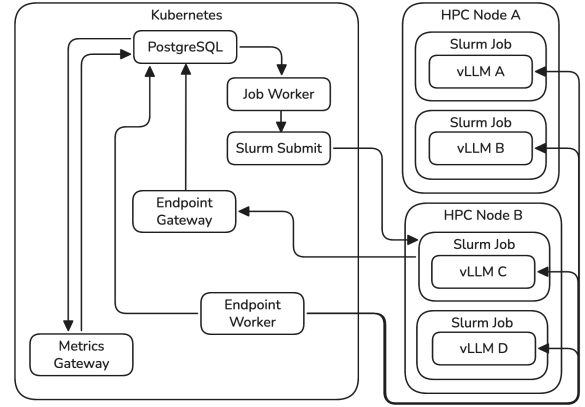 Kubernetes
PostgreSQL
Job Worker
Slurm Submit
Endpoint
Gateway
Endpoint
Worker
Metrics
Gateway
HPC Node A
Slurm Job
vLLM A
Slurm Job
vLLM B
HPC Node B
Slurm Job
vLLM C
Slurm Job
vLLM D